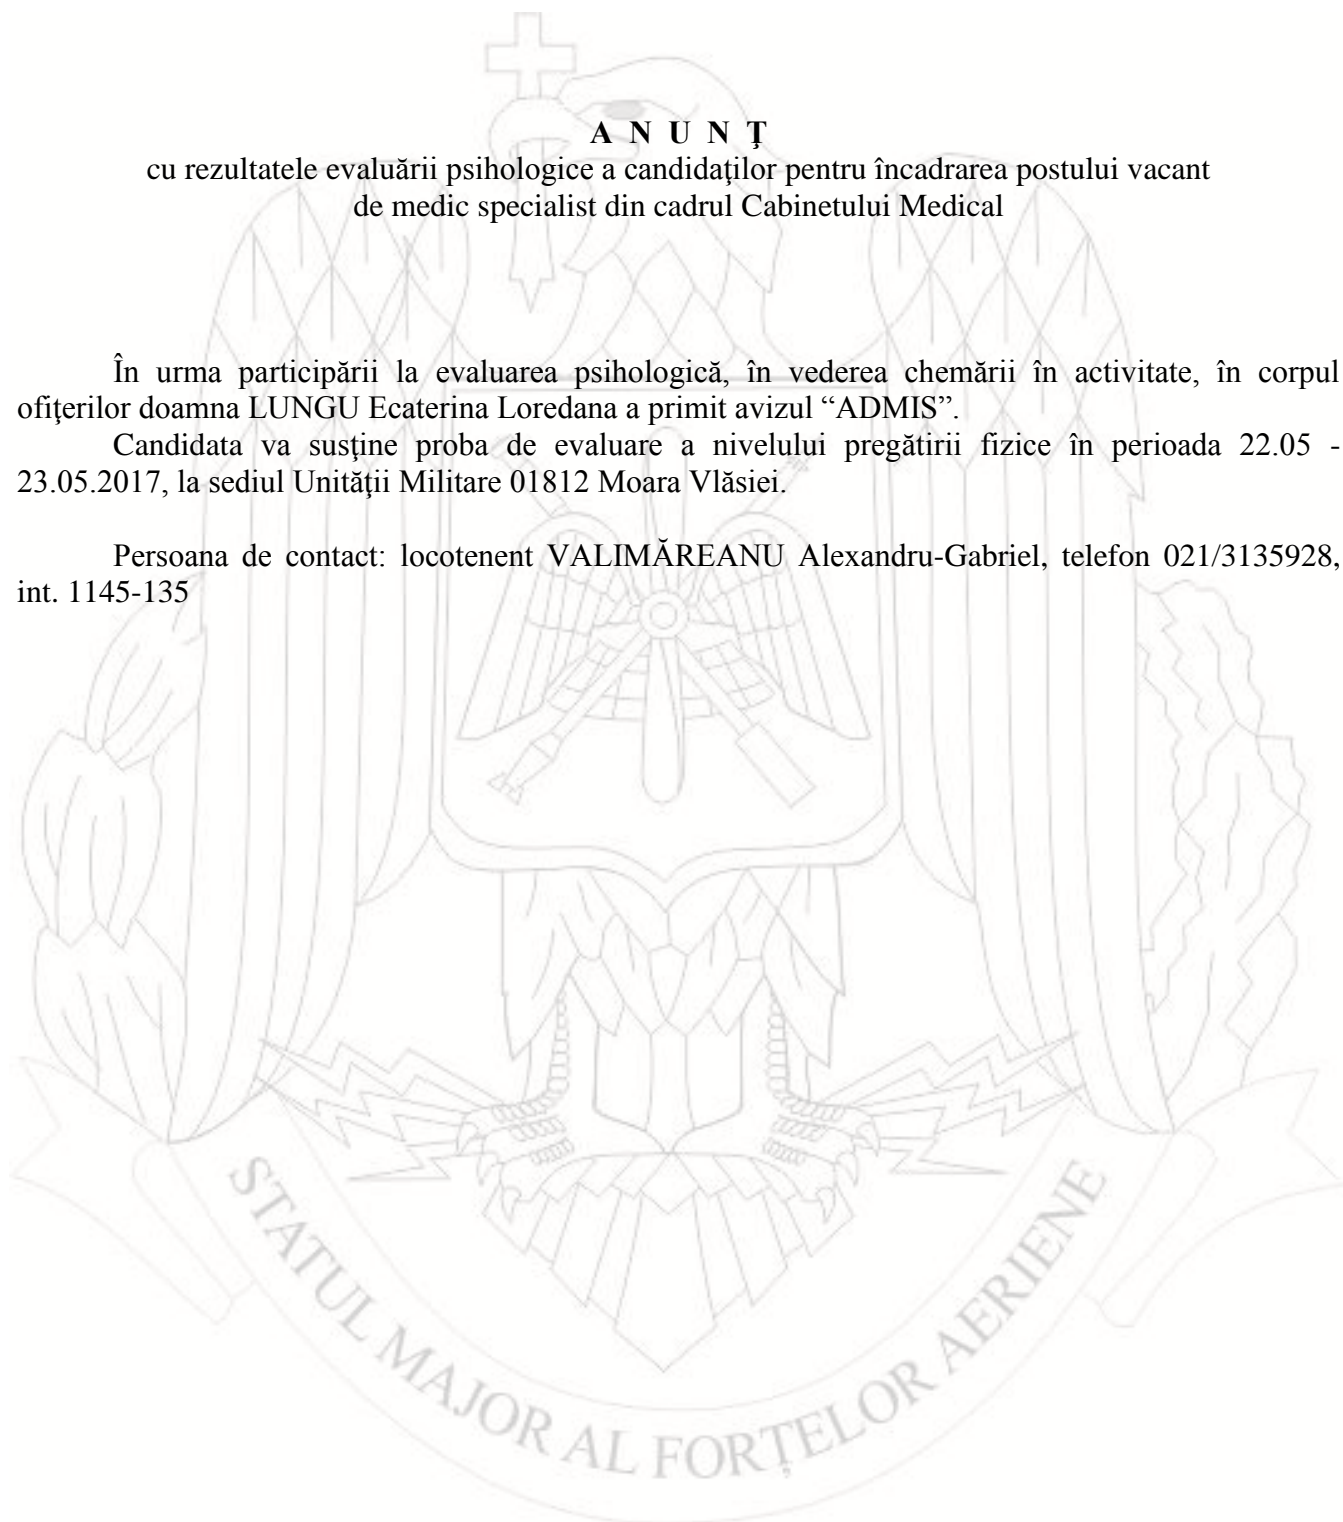 A N U N Ţ
cu rezultatele evaluării psihologice a candidaţilor pentru încadrarea postului vacant
de medic specialist din cadrul Cabinetului Medical
În urma participării la evaluarea psihologică, în vederea chemării în activitate, în corpul
ofiţerilor doamna LUNGU Ecaterina Loredana a primit avizul “ADMIS”.
Candidata va susţine proba de evaluare a nivelului pregătirii fizice în perioada 22.05 -
23.05.2017, la sediul Unităţii Militare 01812 Moara Vlăsiei.
Persoana de contact: locotenent VALIMĂREANU Alexandru-Gabriel, telefon 021/3135928,
int. 1145-135
STATUL MAJOR AL FORȚELOR AERIENE